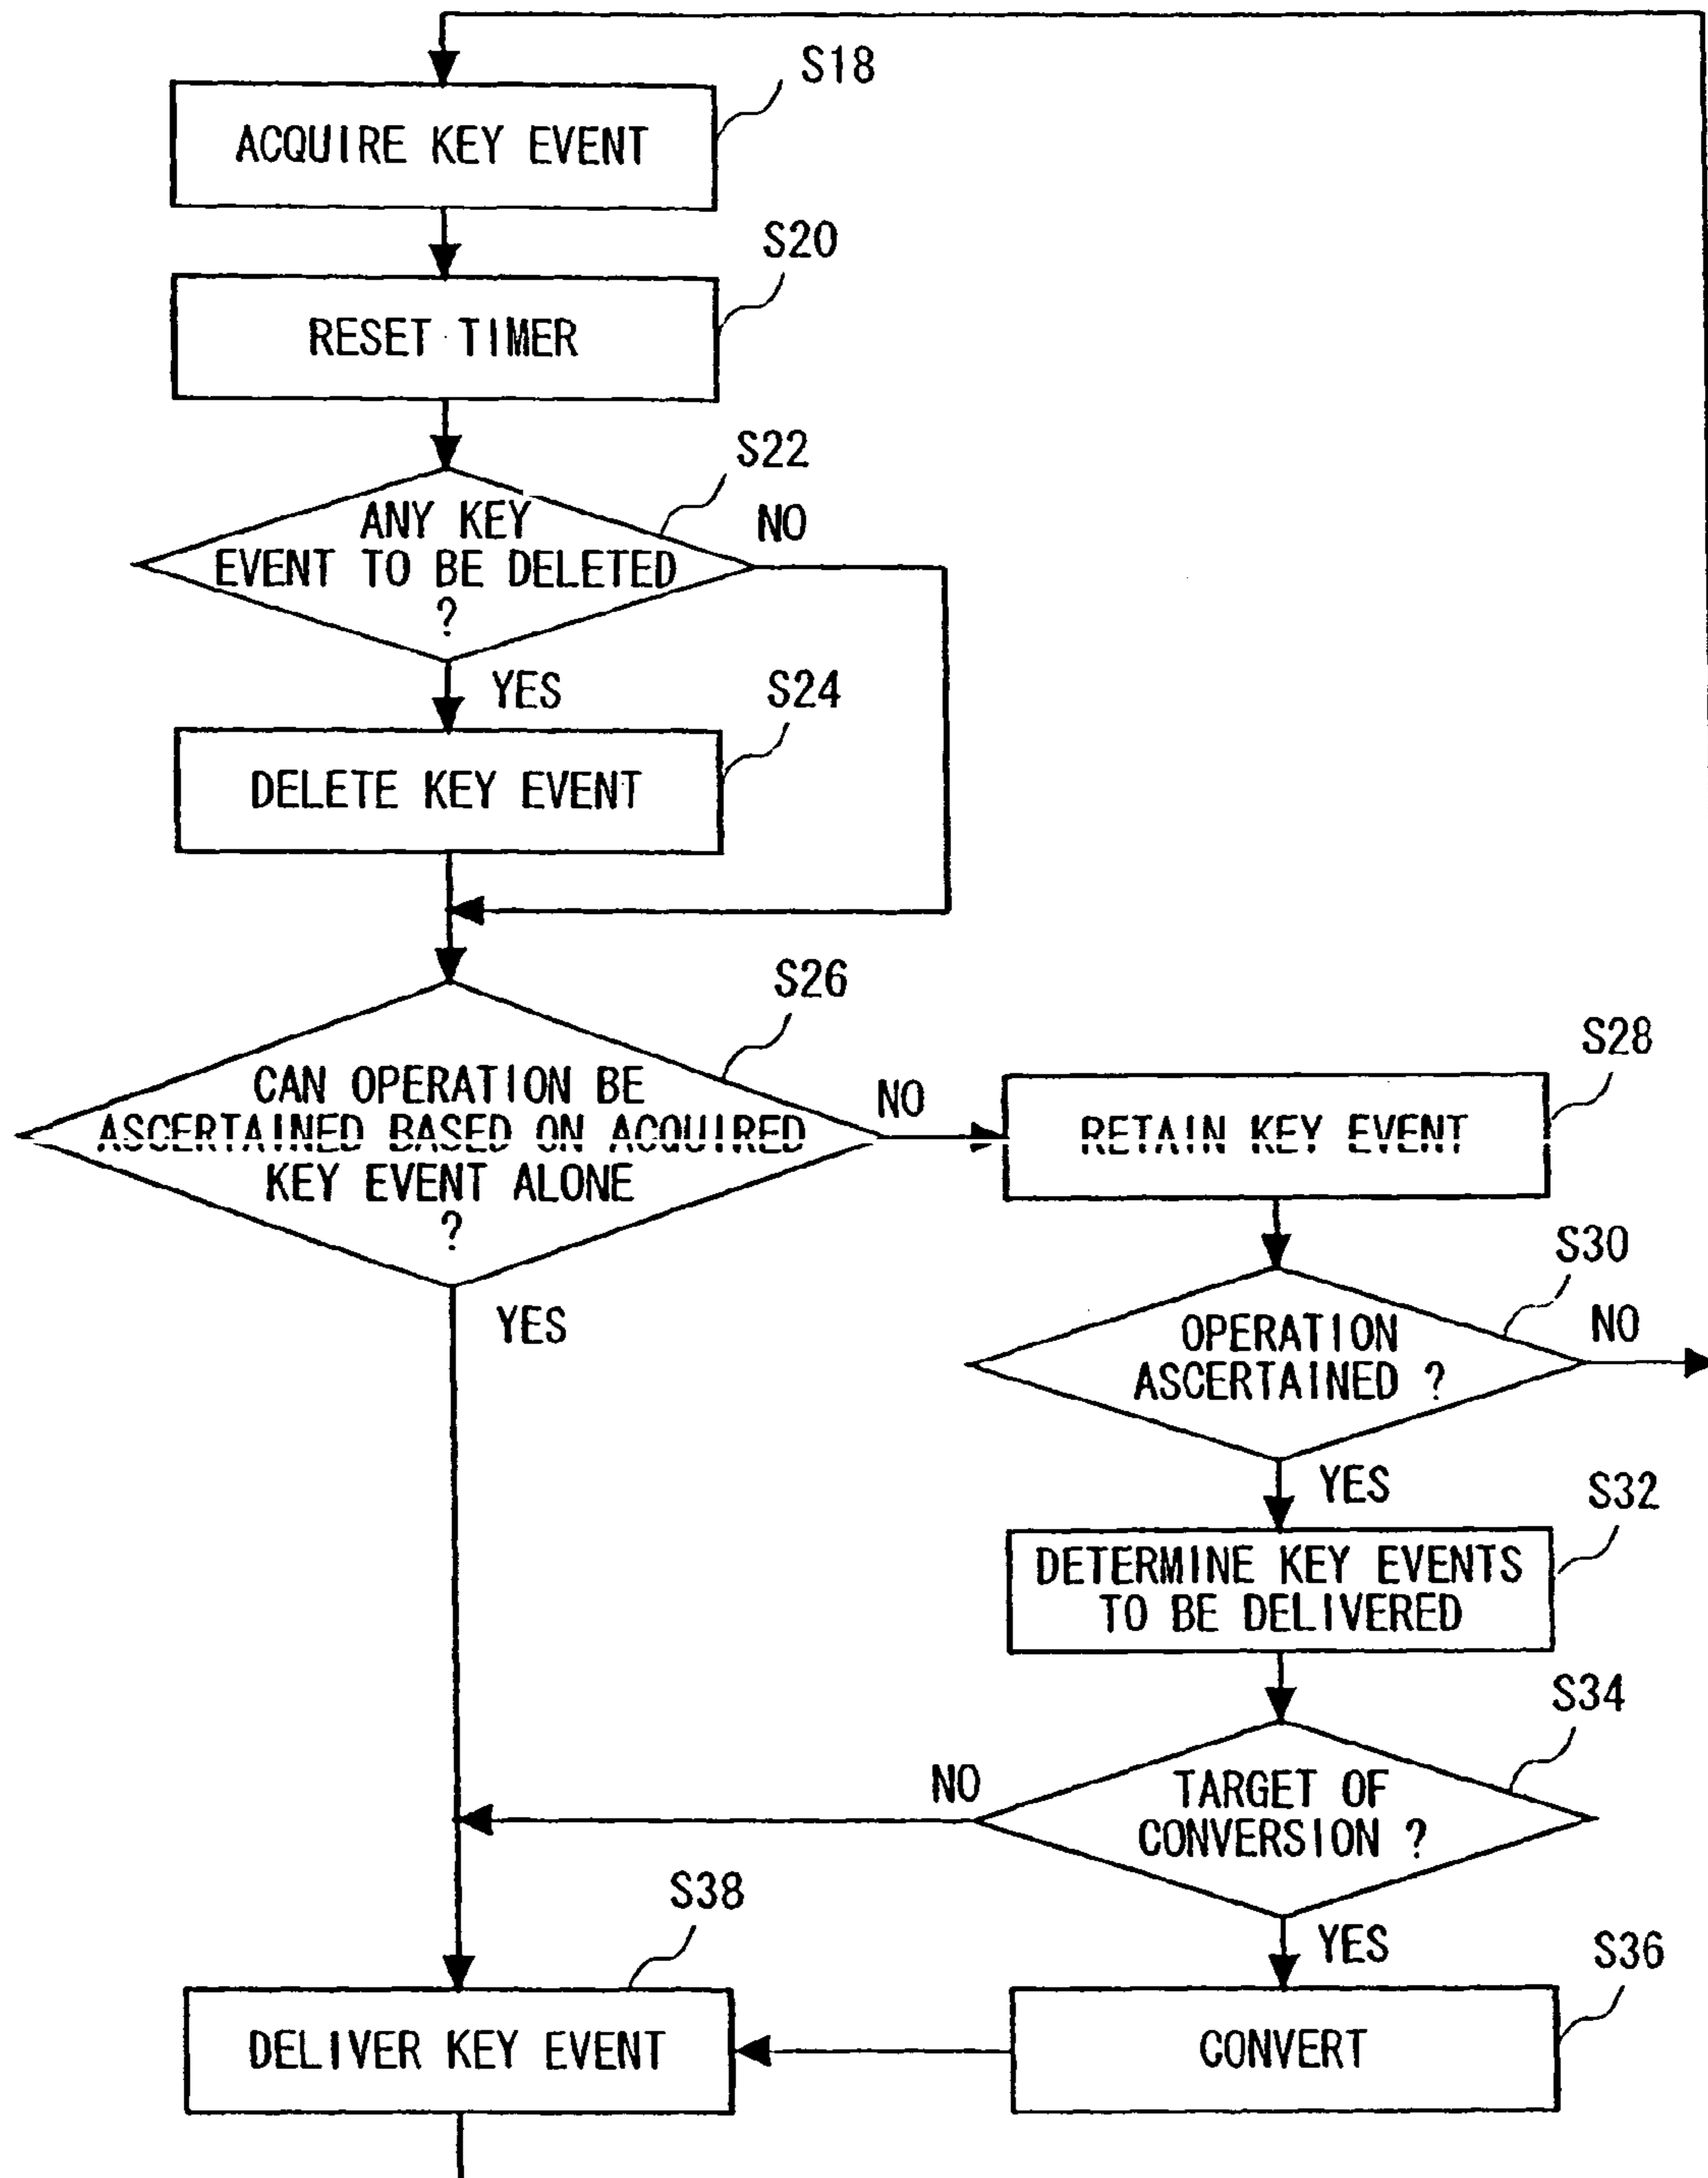 S18
ACQUIRE KEY EVENT
S20
RESET TIMER
S22
ANY KEY
EVENT TO BE DELETED
?
NO
YES
S24
DELETE KEY EVENT
S26
CAN OPERATION BE
ASCERTAINED BASED ON ACQUIRED
KEY EVENT ALONE
?
NO
YES
S28
RETAIN KEY EVENT
S30
OPERATION
ASCERTAINED ?
NO
YES
S32
DETERMINE KEY EVENTS
TO BE DELIVERED
S34
TARGET OF
CONVERSION ?
NO
YES
S36
CONVERT
S38
DELIVER KEY EVENT